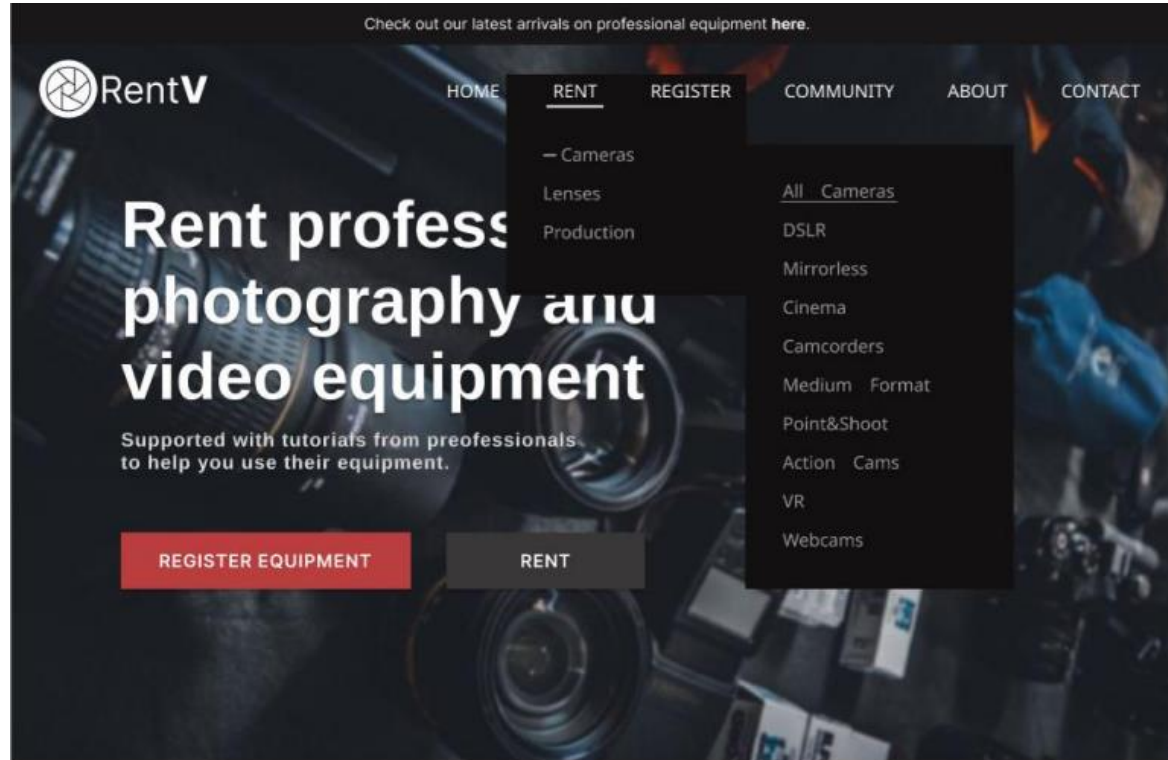 Check out our latest arrivals on professional equipment here.
RentV
HOME RENT REGISTER COMMUNITY ABOUT CONTACT
– Cameras
Lenses
Production
All Cameras
DSLR
Mirrorless
Cinema
Camcorders
Medium Format
Point&Shoot
Action Cams
VR
Webcams
Rent profess
photography and
video equipment
Supported with tutorials from preofessionals
to help you use their equipment.
REGISTER EQUIPMENT
RENT